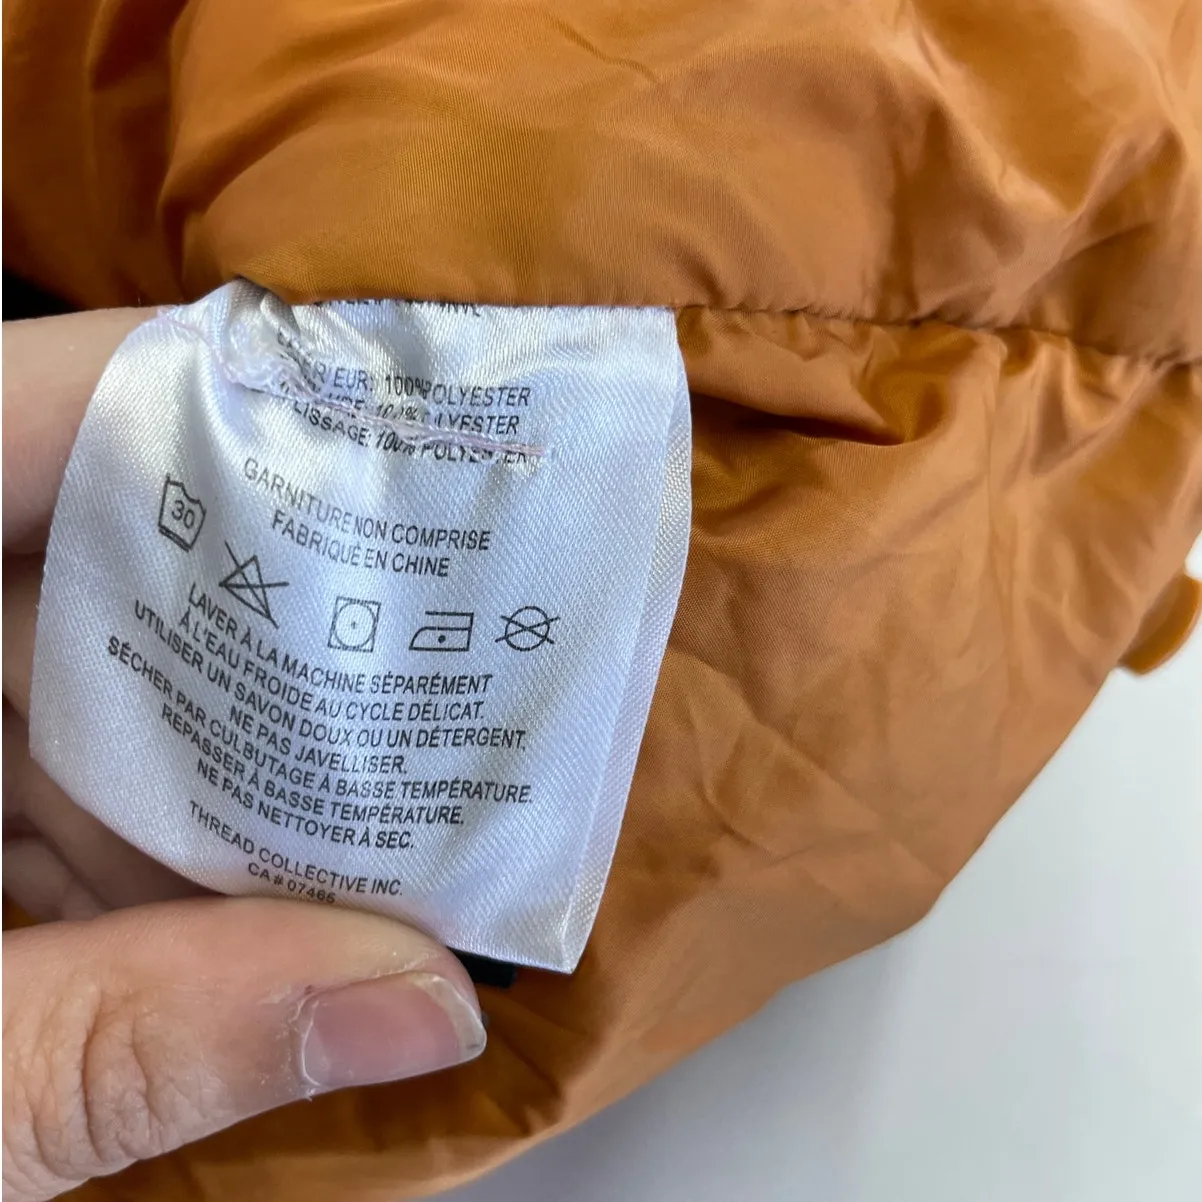 100% POLYESTER
POLYESTER
100% POLYESTER
GARNITURE NON COMPRISE
FABRIQUÉ EN CHINE
30
LAVER À LA MACHINE SÉPARÉMENT
À L'EAU FROIDE AU CYCLE DÉLICAT.
UTILISER UN SAVON DOUX OU UN DÉTERGENT.
NE PAS JAVELLISER.
SÉCHER PAR CULBUTAGE À BASSE TEMPÉRATURE.
REPASSER À BASSE TEMPÉRATURE.
NE PAS NETTOYER À SEC.
THREAD COLLECTIVE INC.
CA # 07466